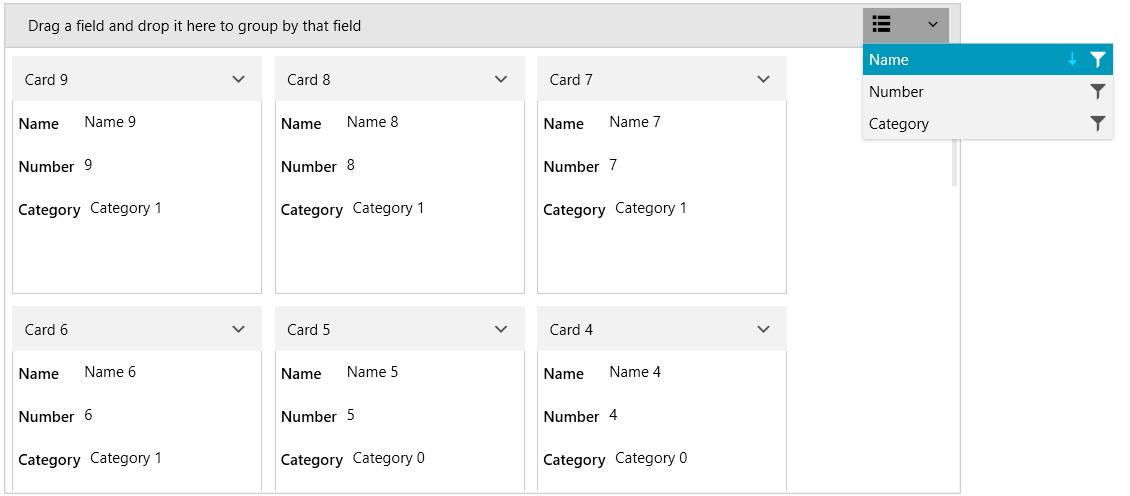 Drag a field and drop it here to group by that field
Name
Number
Category
Card 9
Name Name 9
Number 9
Category Category 1
Card 8
Name Name 8
Number 8
Category Category 1
Card 7
Name Name 7
Number 7
Category Category 1
Card 6
Name Name 6
Number 6
Category Category 1
Card 5
Name Name 5
Number 5
Category Category 0
Card 4
Name Name 4
Number 4
Category Category 0